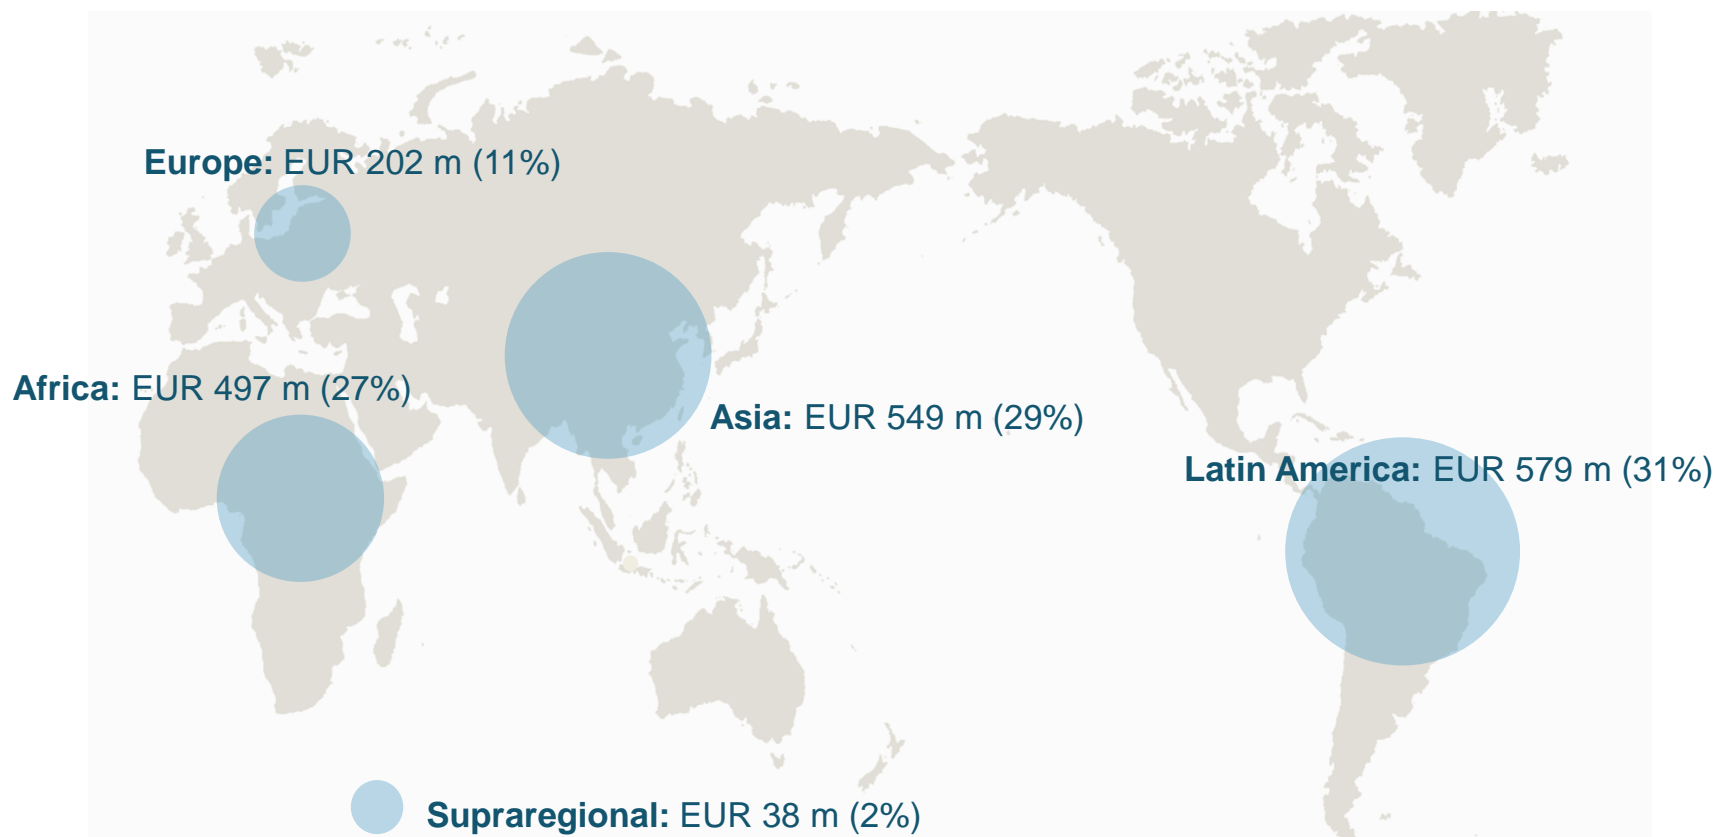 Europe: EUR 202 m (11%)
Africa: EUR 497 m (27%)
Asia: EUR 549 m (29%)
Latin America: EUR 579 m (31%)
Supraregional: EUR 38 m (2%)